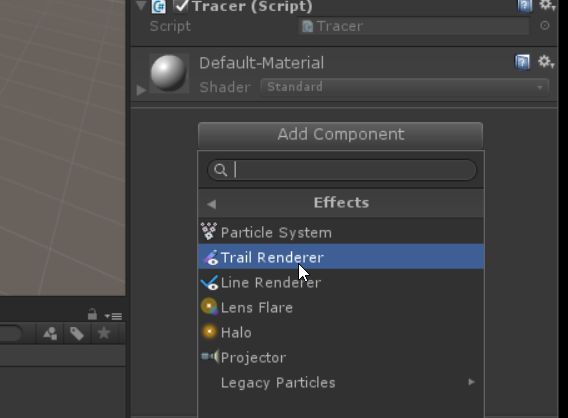 Tracer (Script)
Script Tracer
Default-Material
Shader Standard
Add Component
Effects
Particle System
Trail Renderer
Line Renderer
Lens Flare
Halo
Projector
Legacy Particles